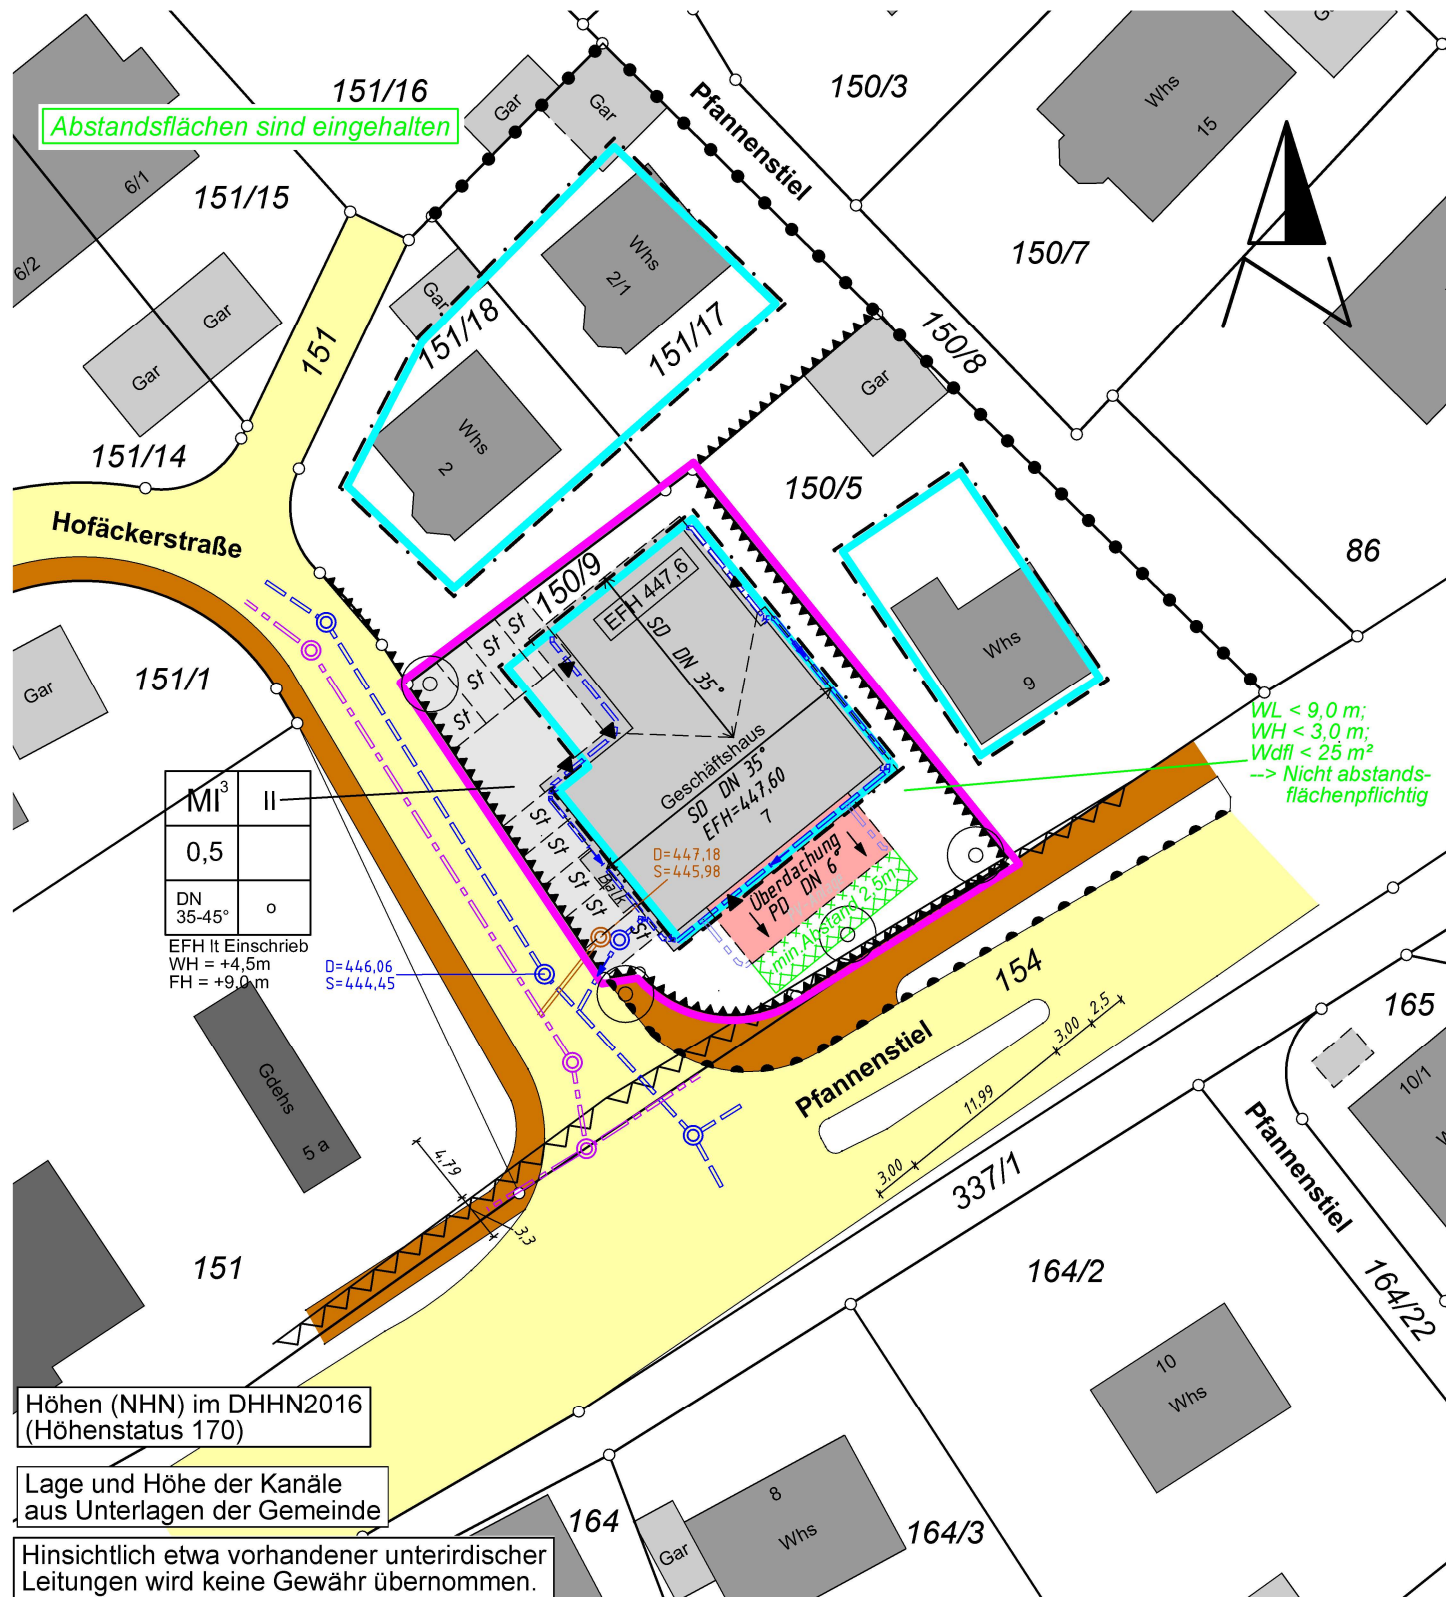 151/16
Abstandsflächen sind eingehalten
Gar
Gar
Pfannenstiel
150/3
Whs
15
6/1
6/2
151/15
150/7
Whs
2/1
Gar
Gar
Gar
151/18
151/17
151
150/8
Gar
Whs
2
151/14
150/5
86
Hofäckerstraße
150/9
EFH 447,6
St
St
St
St
SD DN 35°
Whs
9
Gar
151/1
Geschäftshaus
SD DN 35°
EFH=447,60
7
WL < 9,0 m;
WH < 3,0 m;
Wdfl < 25 m²
--> Nicht abstands-
flächenpflichtig
MI³
II
0,5
DN
35-45°
o
EFH lt Einschrieb
WH = +4,5m
FH = +9,0 m
St
St
St
St
St
Balk
D=447,18
S=445,98
Überdachung
PD DN 6°
min. Abstand 2,5m
D=446,06
S=444,45
154
Pfannenstiel
3,00
2,5
11,99
3,00
165
10/1
Gdehs
5 a
4,79
3,3
337/1
Pfannenstiel
151
164/2
164/22
10
Whs
Höhen (NHN) im DHHN2016
(Höhenstatus 170)
Lage und Höhe der Kanäle
aus Unterlagen der Gemeinde
164
8
Whs
Gar
164/3
Hinsichtlich etwa vorhandener unterirdischer
Leitungen wird keine Gewähr übernommen.